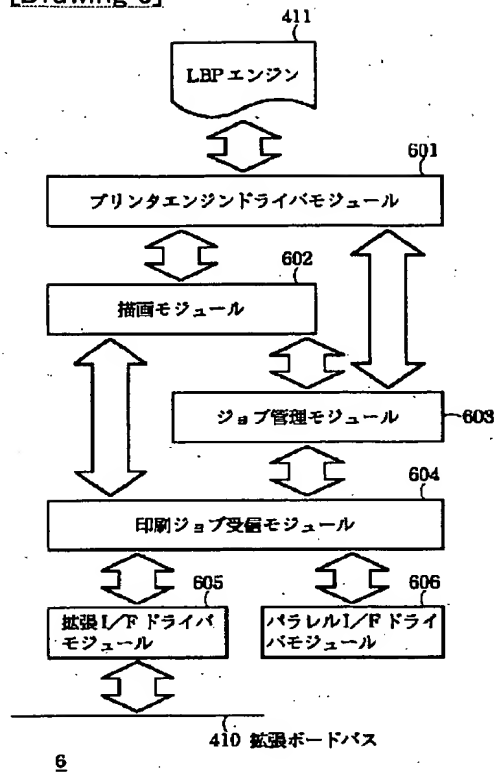 [Drawing 6]
411
LBPエンジン
601
プリンタエンジンドライバモジュール
602
描画モジュール
ジョブ管理モジュール
603
604
印刷ジョブ受信モジュール
605
606
拡張I/Fドライバ
モジュール
パラレルI/Fドライ
バモジュール
410 拡張ボードバス
6